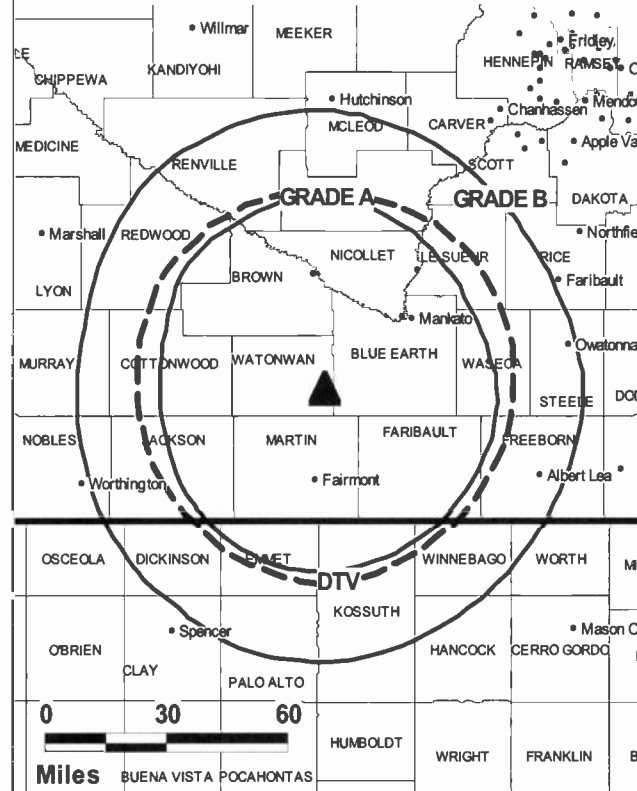 Willmar
MEEKER
Fridley
HENNEPIN
RAMSEY
LE
CHIPPEWA
KANDIYOHI
Hutchinson
Chanhassen
MCLEOD
CARVER
Apple Va
MEDICINE
RENVILLE
SCOTT
GRADE A
GRADE B
DAKOTA
Marshall
REDWOOD
Northfie
NICOLLET
LE SUEUR
RICE
BROWN
Faribault
LYON
Mankato
Owatonna
MURRAY
COTTONWOOD
WATONWAN
BLUE EARTH
WASECA
STEELE
DOD
NOBLES
JACKSON
MARTIN
FARIBAULT
FREEBORN
Worthington
Fairmont
Albert Lea
OSCEOLA
DICKINSON
EMMET
WINNEBAGO
WORTH
MI
DTV
KOSSUTH
Spencer
Mason C
O'BRIEN
HANCOCK
CERRO GORDO
CLAY
PALO ALTO
0 30 60
HUMBOLDT
WRIGHT
FRANKLIN
B
Miles
BUENA VISTA
POCAHONTAS